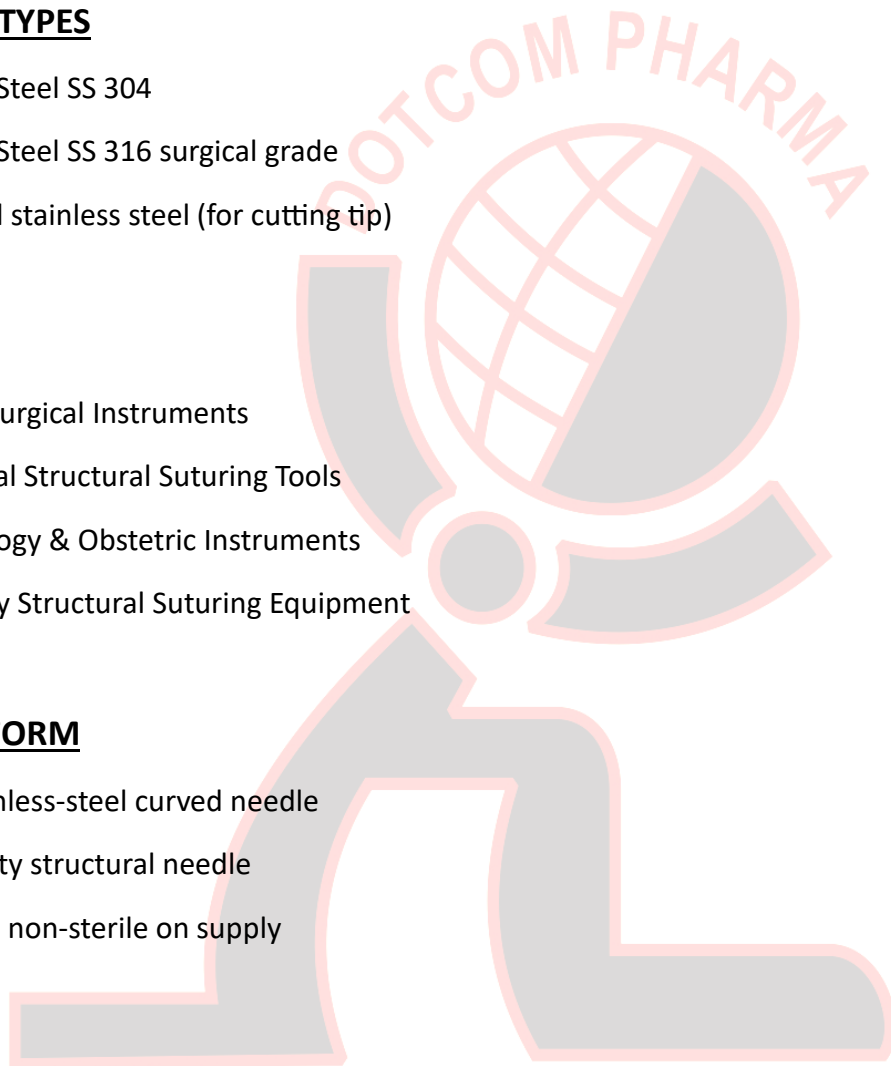 TYPES
Steel SS 304
Steel SS 316 surgical grade
stainless steel (for cutting tip)
urgical Instruments
al Structural Suturing Tools
ogy & Obstetric Instruments
y Structural Suturing Equipment
ORM
nless-steel curved needle
ty structural needle
non-sterile on supply
DOTCOM PHARMA